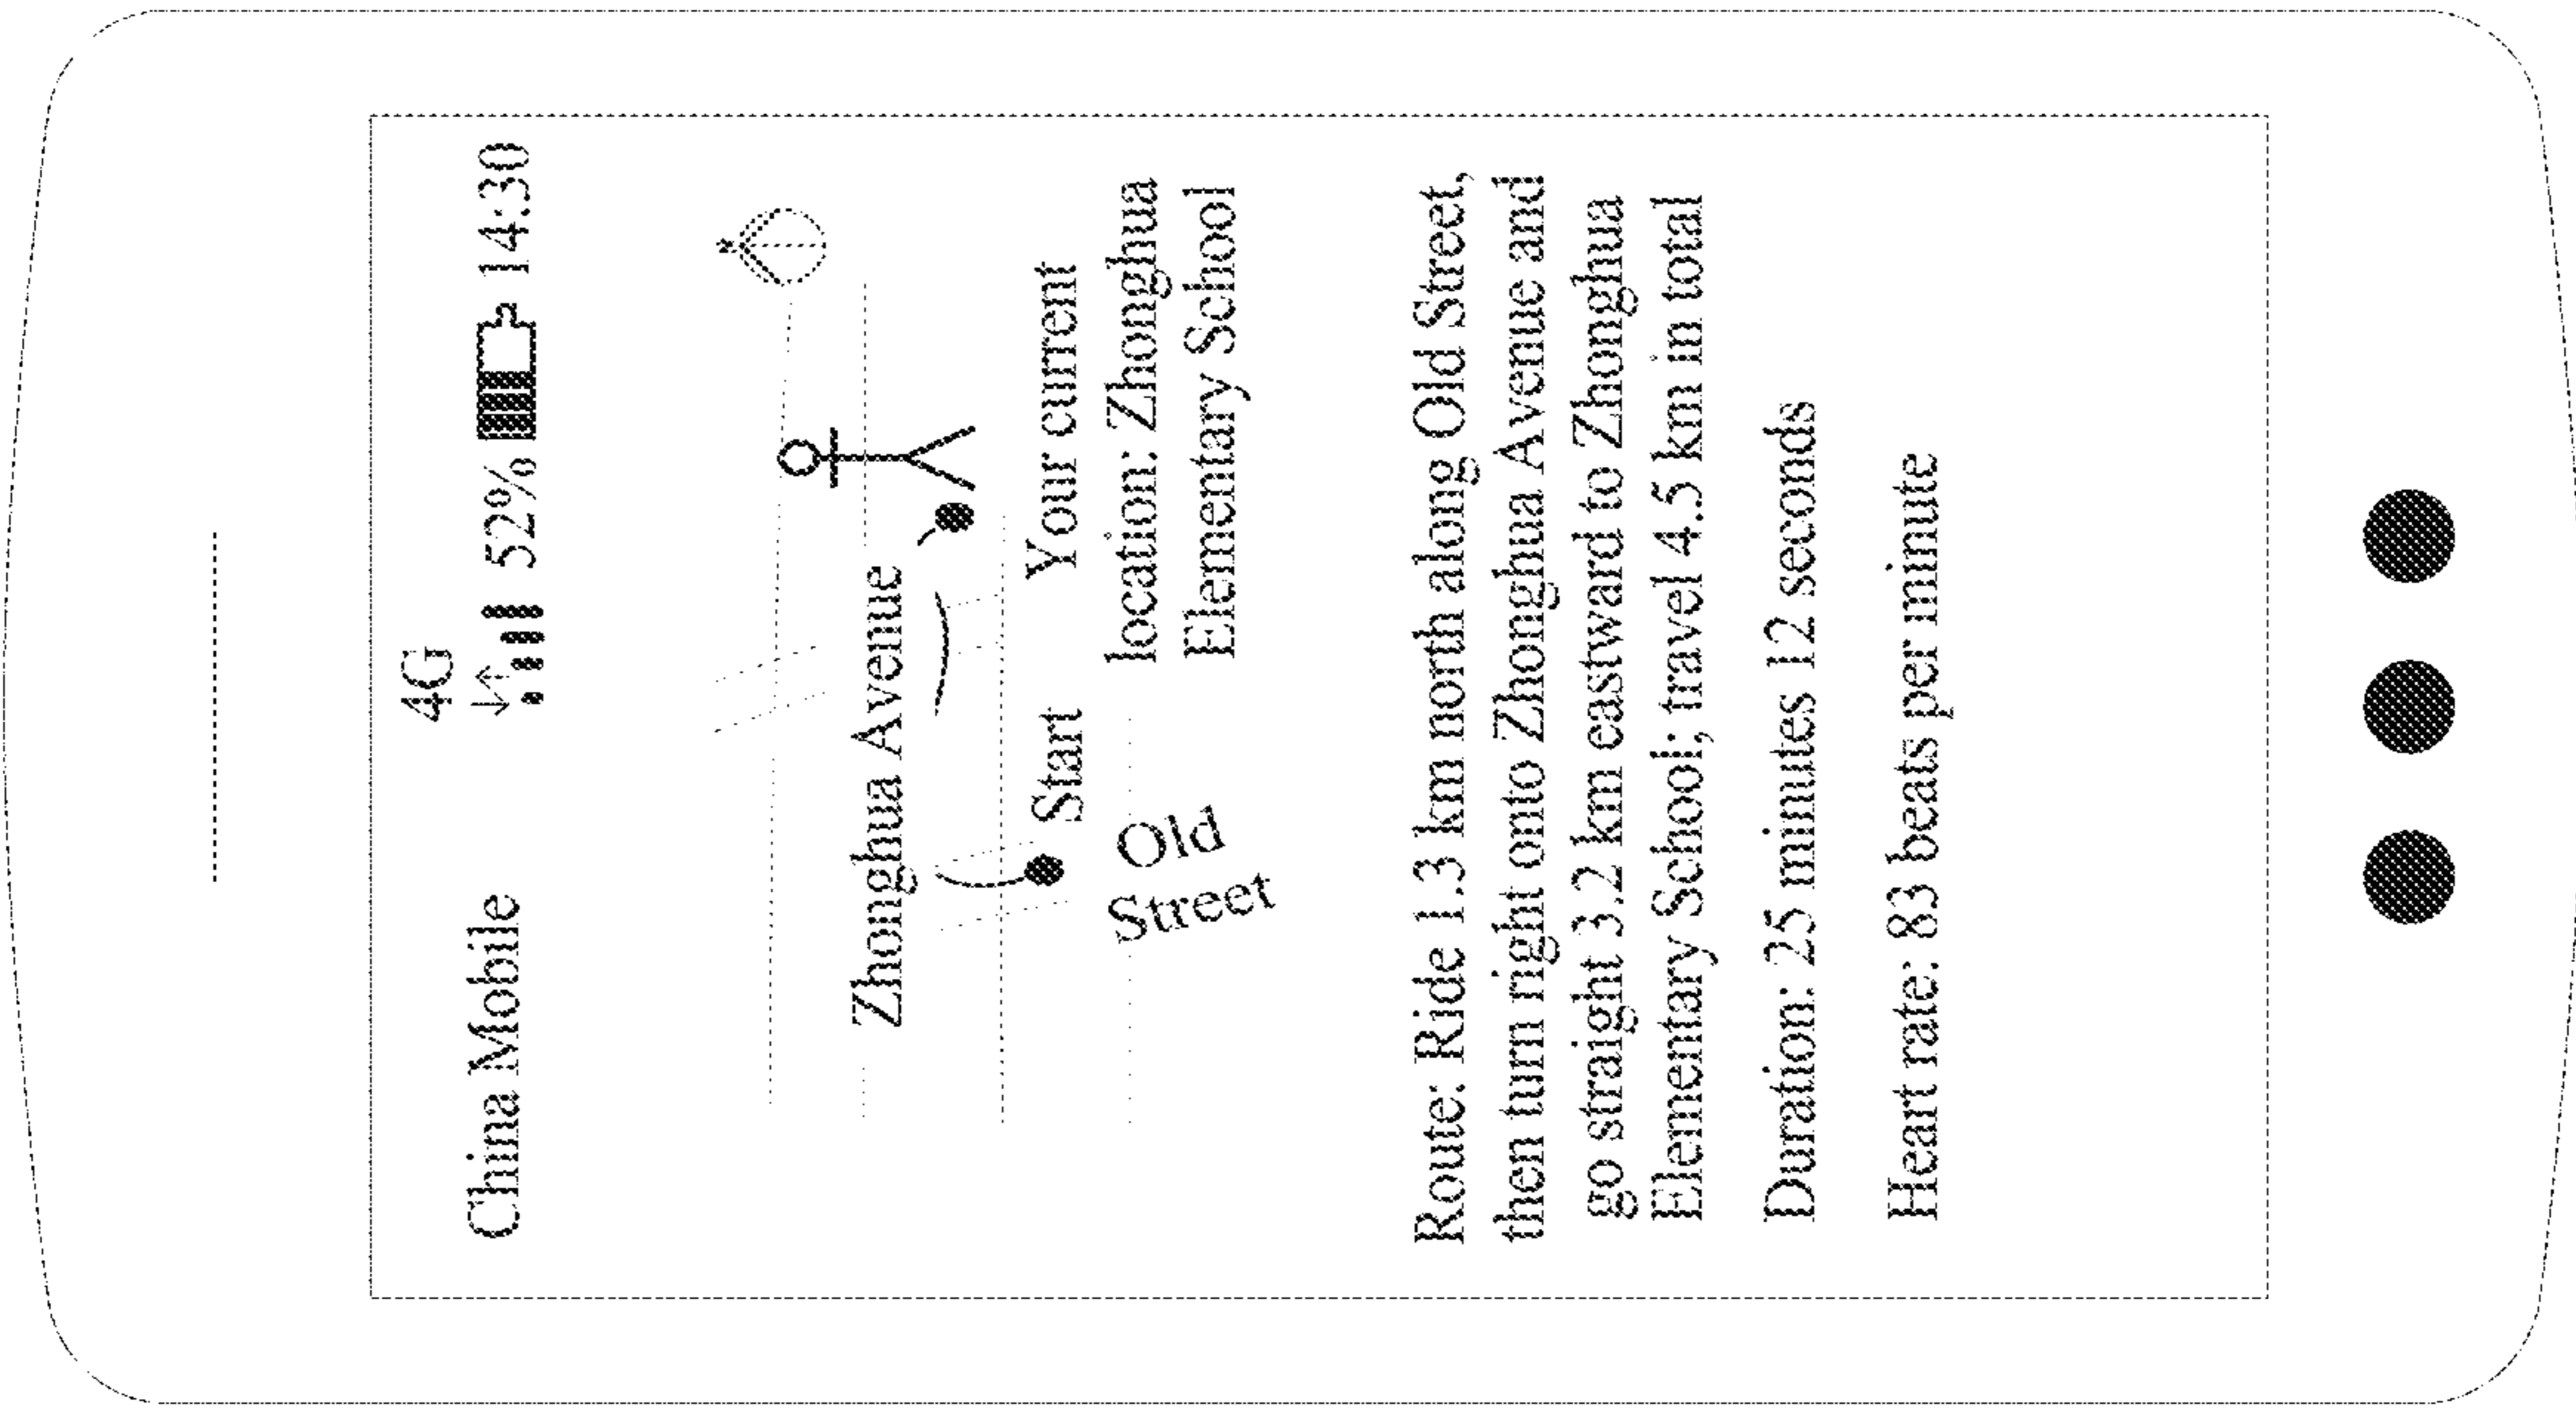 4G
China Mobile 52% 14:30
Zhonghua Avenue
Start
Your current
location: Zhonghua
Elementary School
Old
Street
Route: Ride 1.3 km north along Old Street,
then turn right onto Zhonghua Avenue and
go straight 3.2 km eastward to Zhonghua
Elementary School; travel 4.5 km in total
Duration: 25 minutes 12 seconds
Heart rate: 83 beats per minute